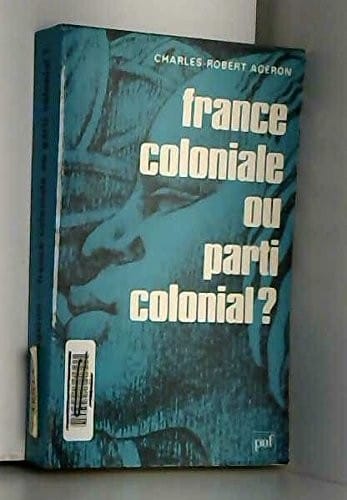 CHARLES-ROBERT AGERON
france
coloniale
ou
parti
colonial?
puf